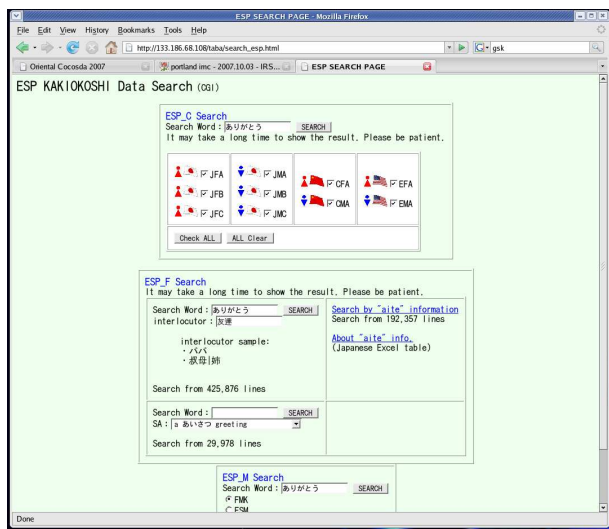 ESP SEARCH PAGE - Mozilla Firefox
File Edit View History Bookmarks Tools Help
http://133.186.68.108/taba/search_esp.html
gsk
Oriental Cocosda 2007
portland imc - 2007.10.03 - IRS...
ESP SEARCH PAGE
ESP KAKIOKOSHI Data Search (CGI)
ESP_C Search
Search Word : ありがとう SEARCH
It may take a long time to show the result. Please be patient.
JFA JMA CFA EFA
JFB JMB CMA EMA
JFC JMC
Check ALL ALL Clear
ESP_F Search
It may take a long time to show the result. Please be patient.
Search Word : ありがとう SEARCH
interlocutor : 友達
interlocutor sample:
・パパ
・叔母|姉
Search from 425,876 lines
Search by "aite" information
Search from 192,357 lines
About "aite" info.
(Japanese Excel table)
Search Word : SEARCH
SA : a あいさつ greeting
Search from 29,978 lines
ESP_M Search
Search Word : ありがとう SEARCH
FMK
ESM
Done